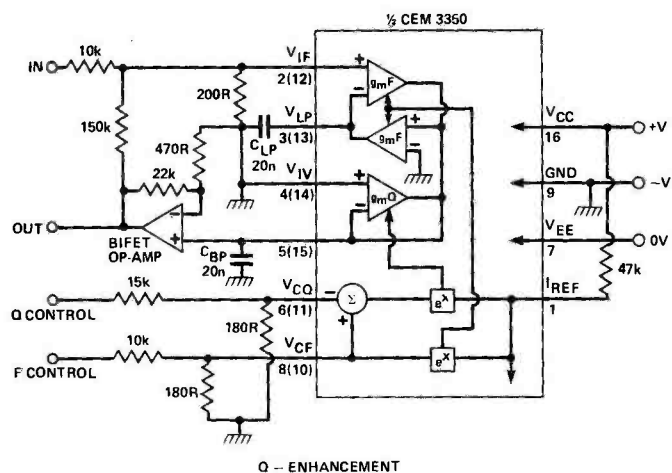 ½ CEM 3350
10k
IN
V_IF
2(12)
+
g_mF
-
200R
V_LP
3(13)
150k
470R
C_LP
20n
+
g_mF
-
V_CC
16
+V
22k
V_IV
4(14)
+
g_mQ
-
GND
9
~V
OUT
-
+
BIFET
OP-AMP
C_BP
20n
5(15)
V_EE
7
0V
47k
Q CONTROL
15k
V_CQ
6(11)
-
Σ
+
e^x
I_REF
1
180R
F CONTROL
10k
V_CF
8(10)
e^x
180R
Q – ENHANCEMENT